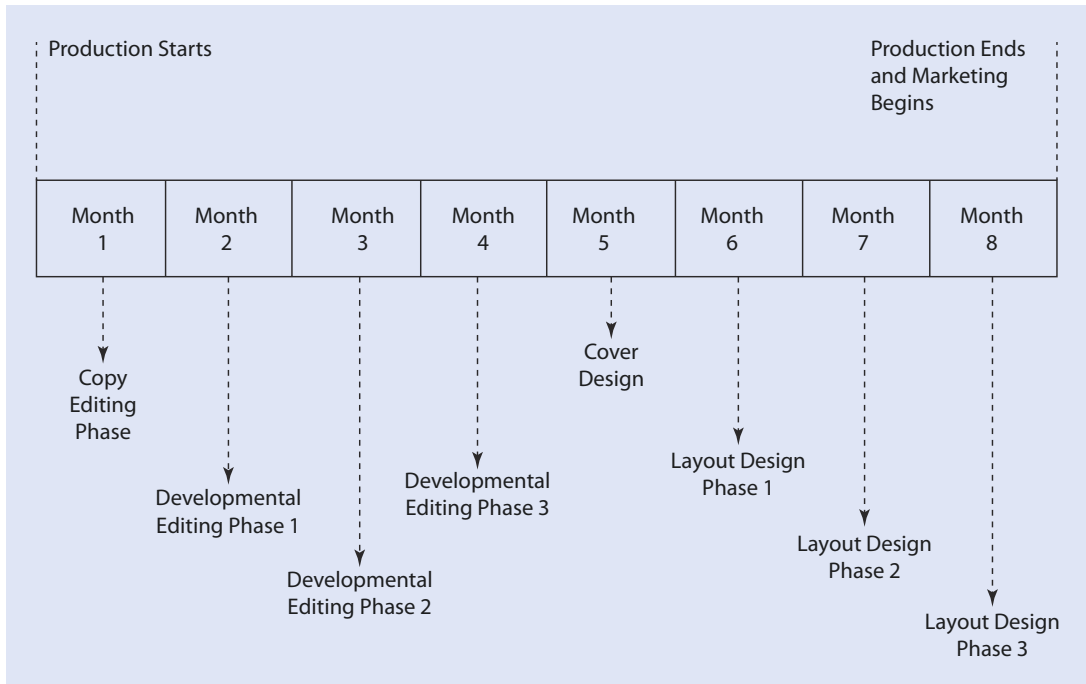 Production Starts
Production Ends
and Marketing
Begins
Month
1
Month
2
Month
3
Month
4
Month
5
Month
6
Month
7
Month
8
Copy
Editing
Phase
Developmental
Editing Phase 1
Developmental
Editing Phase 2
Developmental
Editing Phase 3
Cover
Design
Layout Design
Phase 1
Layout Design
Phase 2
Layout Design
Phase 3